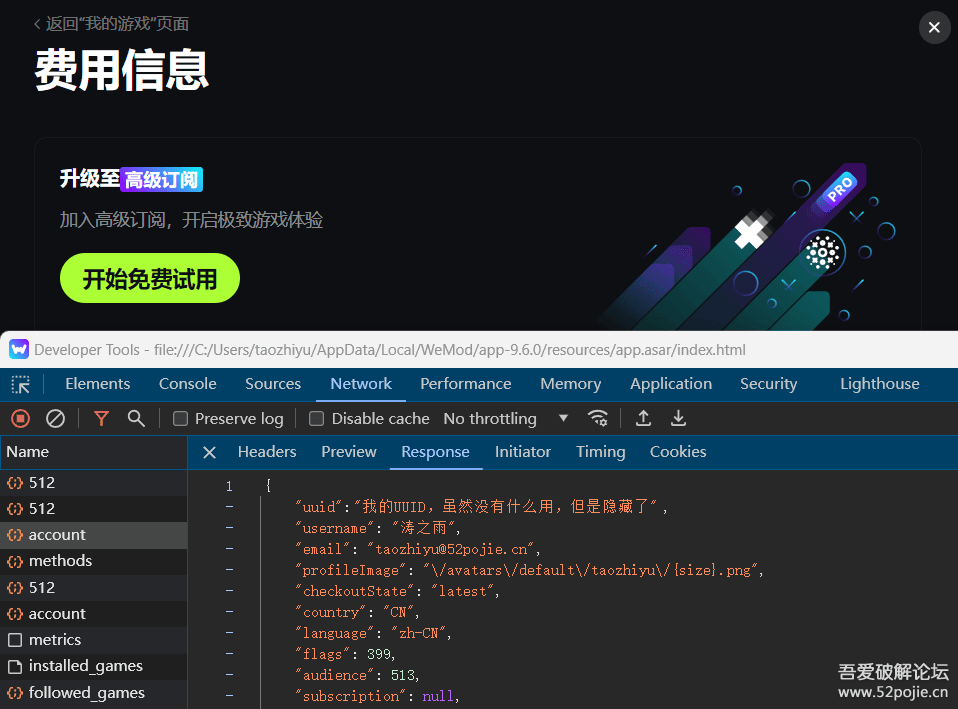 返回“我的游戏”页面
费用信息
升级至高级订阅
加入高级订阅，开启极致游戏体验
开始免费试用
PRO
Developer Tools - file:///C:/Users/taozhiyu/AppData/Local/WeMod/app-9.6.0/resources/app.asar/index.html
Elements Console Sources Network Performance Memory Application Security Lighthouse
Preserve log Disable cache No throttling
Name Headers Preview Response Initiator Timing Cookies
512
512
account
methods
512
account
metrics
installed_games
followed_games
1 {
"uuid":"我的UUID，虽然没有什么用，但是隐藏了",
"username": "涛之雨",
"email": "taozhiyu@52pojie.cn",
"profileImage": "\/avatars\/default\/taozhiyu\/{size}.png",
"checkoutState": "latest",
"country": "CN",
"language": "zh-CN",
"flags": 399,
"audience": 513,
"subscription": null,
吾爱破解论坛
www.52pojie.cn